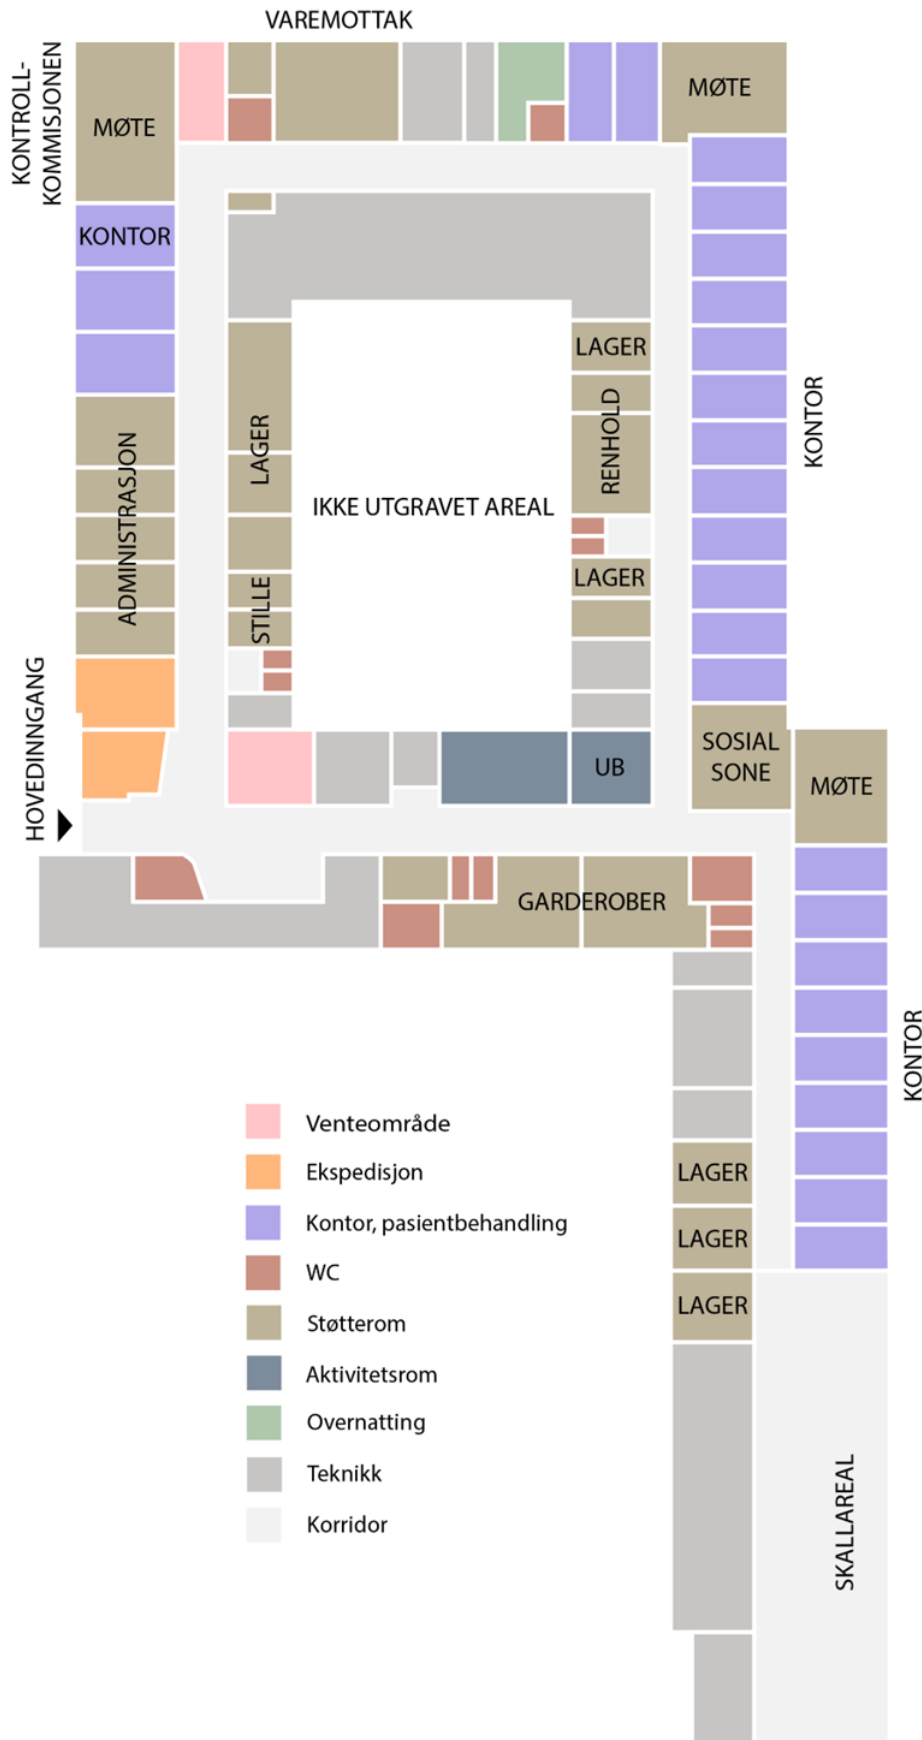 VAREMOTTAK
KONTROLL-
KOMMISJONEN
MØTE
MØTE
KONTOR
KONTOR
LAGER
LAGER
RENHOLD
ADMINISTRASJON
IKKE UTGRAVET AREAL
STILLE
LAGER
HOVEDINNGANG
SOSIAL
SONE
UB
MØTE
GARDEROBER
KONTOR
LAGER
LAGER
LAGER
SKALLAREAL
Venteområde
Ekspedisjon
Kontor, pasientbehandling
WC
Støtterom
Aktivitetsrom
Overnatting
Teknikk
Korridor